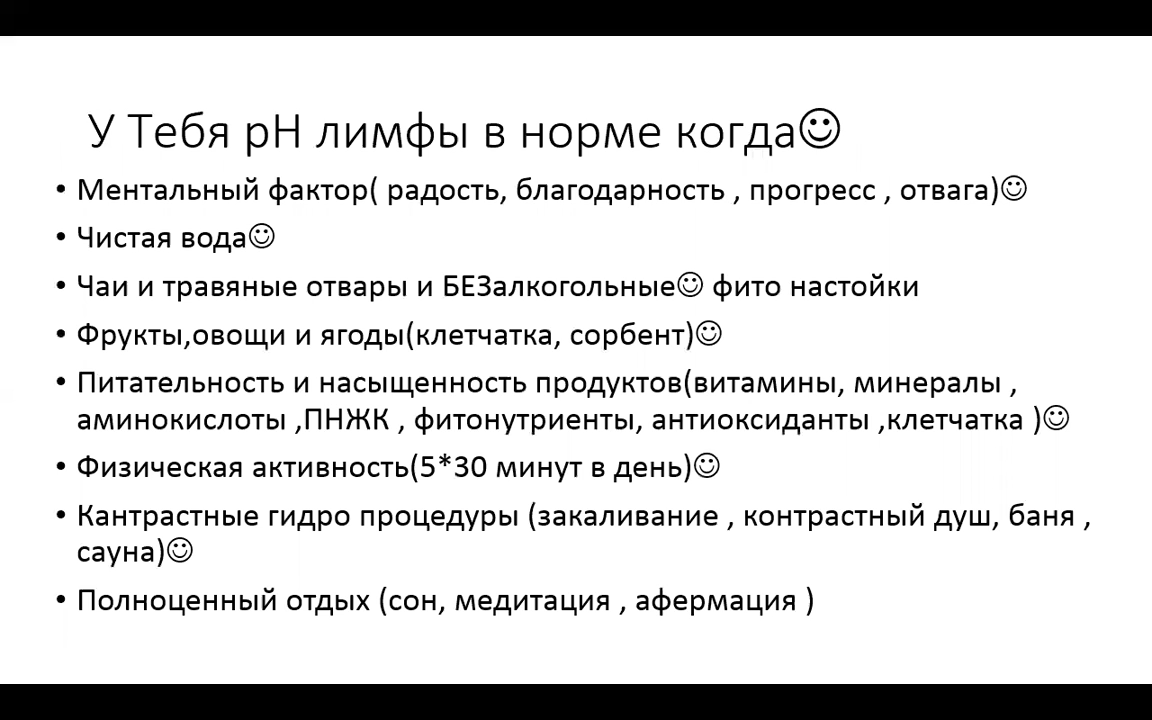 У Тебя pH лимфы в норме когда☺
• Ментальный фактор( радость, благодарность , прогресс , отвага)☺
• Чистая вода☺
• Чаи и травяные отвары и БЕЗалкогольные☺ фито настойки
• Фрукты,овощи и ягоды(клетчатка, сорбент)☺
• Питательность и насыщенность продуктов(витамины, минералы ,
аминокислоты ,ПНЖК , фитонутриенты, антиоксиданты ,клетчатка )☺
• Физическая активность(5*30 минут в день)☺
• Кантрастные гидро процедуры (закаливание , контрастный душ, баня ,
сауна)☺
• Полноценный отдых (сон, медитация , афермация )